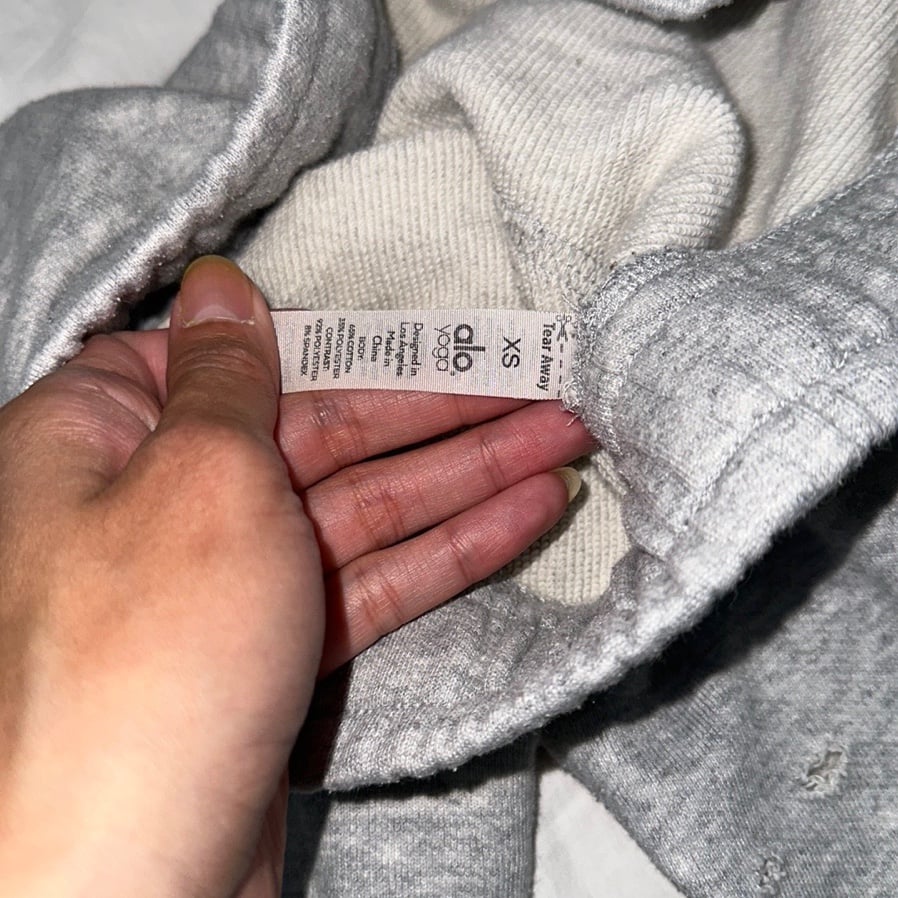 Tear Away
XS
alo
yoga®
Designed in
Los Angeles
Made in
China
BODY:
65% COTTON
35% POLYESTER
CONTRAST:
92% POLYESTER
8% SPANDEX